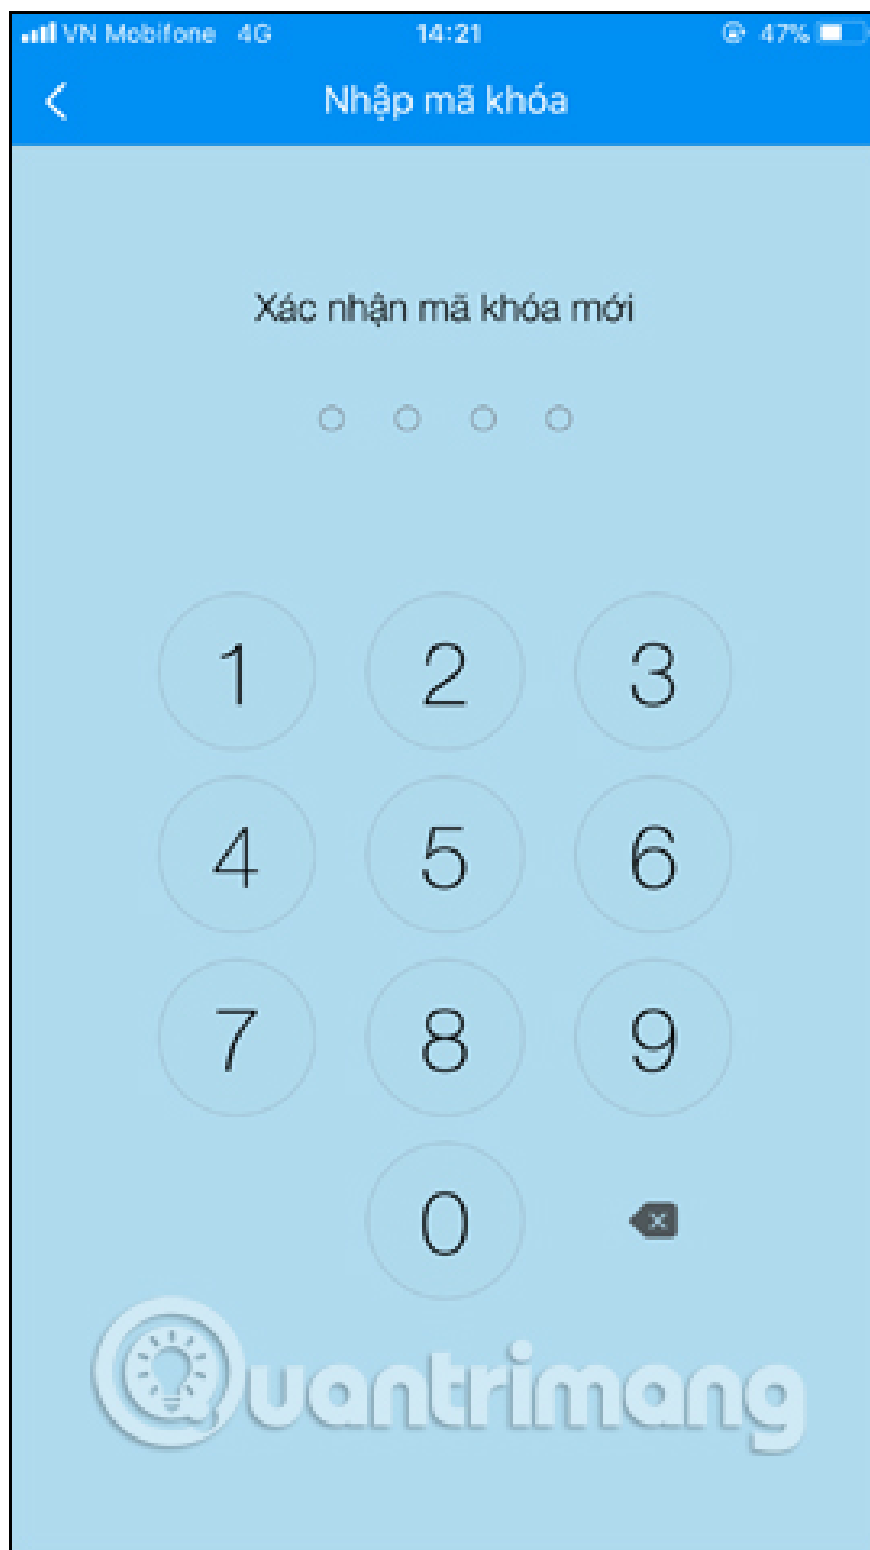 VN Mobifone 4G 14:21 47%
Nhập mã khóa
Xác nhận mã khóa mới
1 2 3
4 5 6
7 8 9
0
Quantrimang